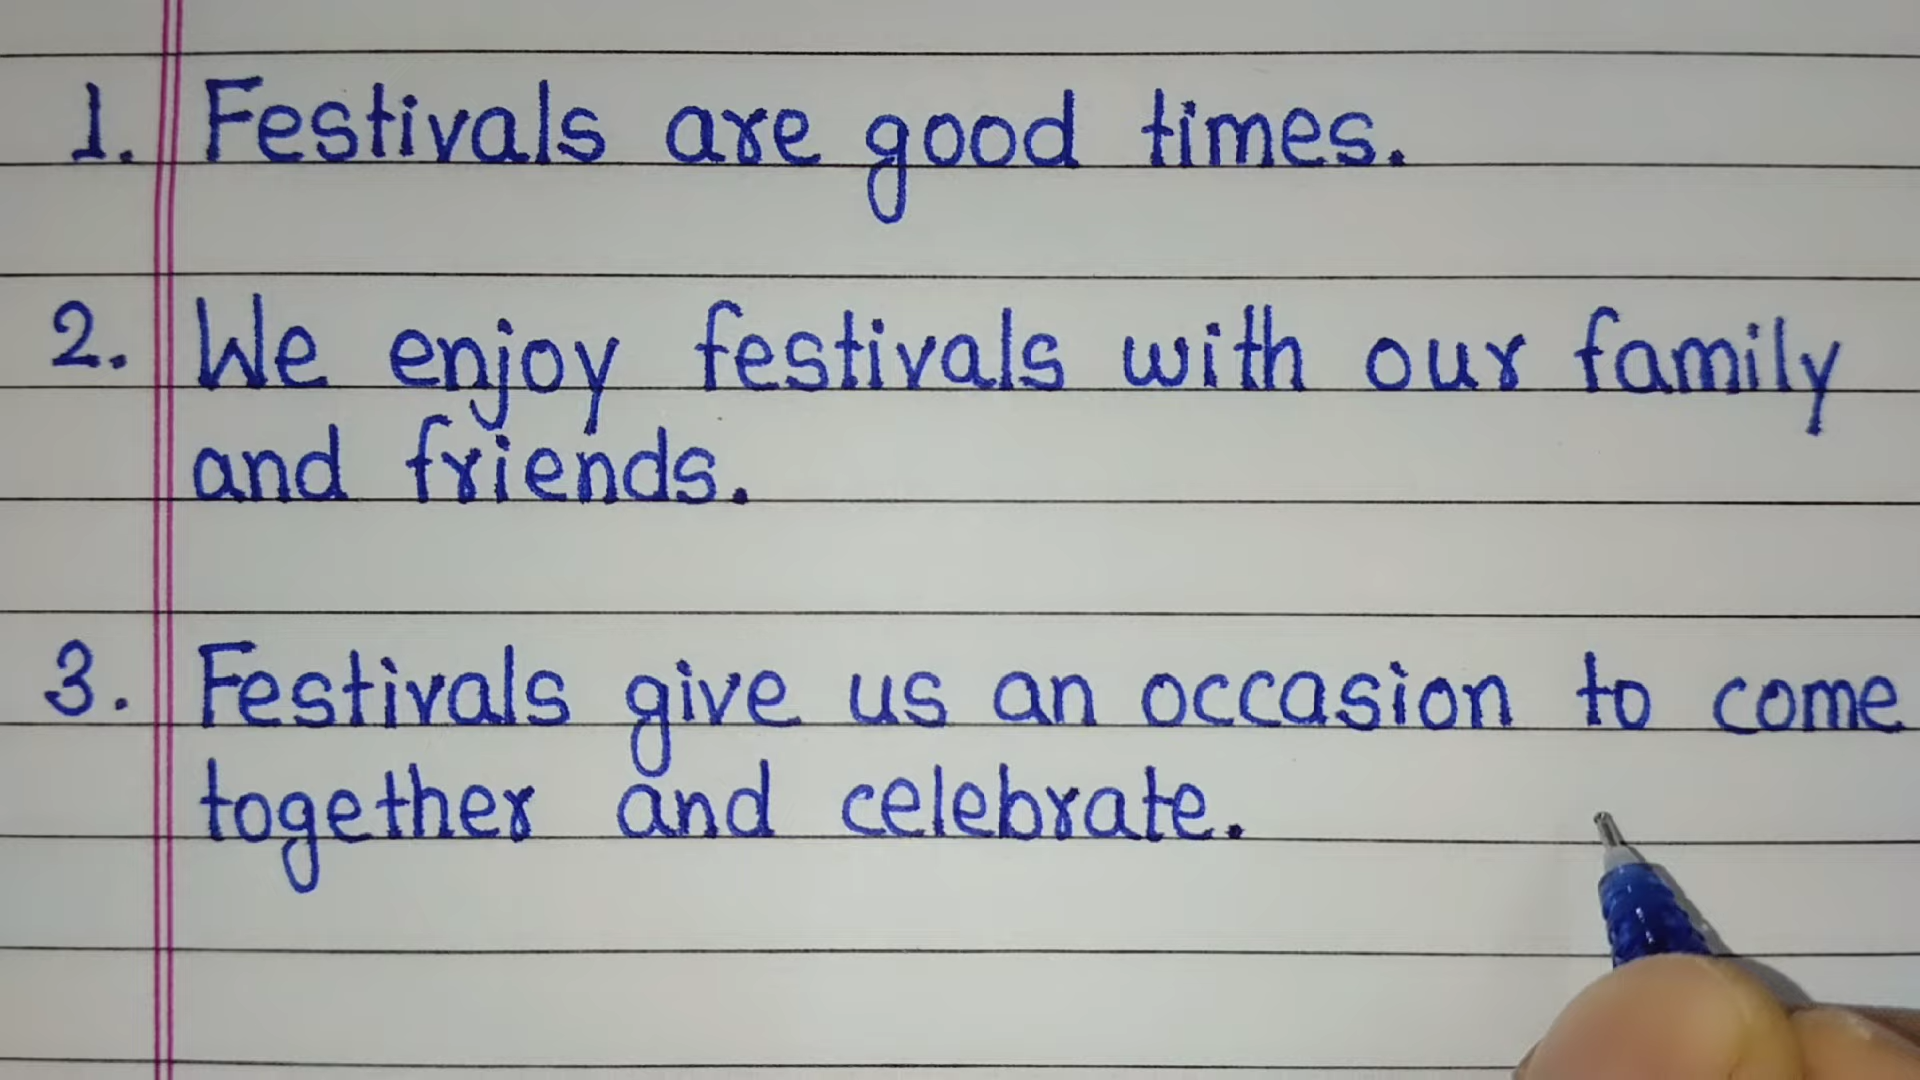 1. Festivals are good times.
2. We enjoy festivals with our family
and friends.
3. Festivals give us an occasion to come
together and celebrate.